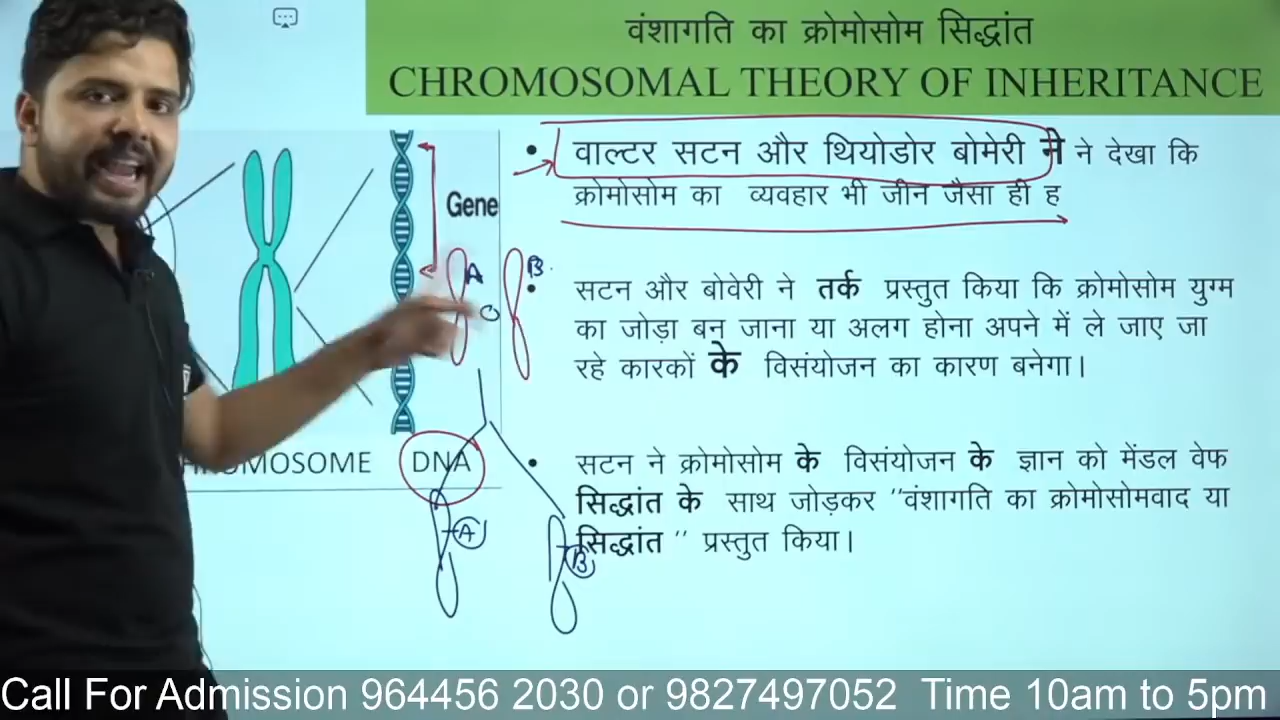 वंशागति का क्रोमोसोम सिद्धांत
CHROMOSOMAL THEORY OF INHERITANCE
वाल्टर सटन और थियोडोर बोमेरी ने ने देखा कि
क्रोमोसोम का व्यवहार भी जीन जैसा ही ह
Gene
A B
सटन और बोवेरी ने तर्क प्रस्तुत किया कि क्रोमोसोम युग्म
का जोड़ा बन जाना या अलग होना अपने में ले जाए जा
रहे कारकों के विसंयोजन का कारण बनेगा।
HROMOSOME DNA
सटन ने क्रोमोसोम के विसंयोजन के ज्ञान को मेंडल वेफ
सिद्धांत के साथ जोड़कर "वंशागति का क्रोमोसोमवाद या
सिद्धांत " प्रस्तुत किया।
A B
Call For Admission 964456 2030 or 9827497052 Time 10am to 5pm